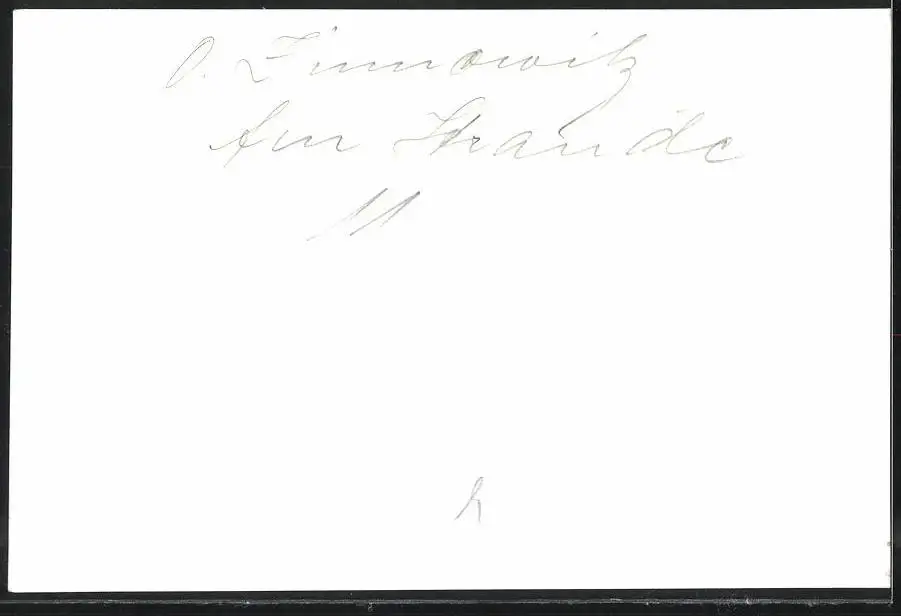 O. Zinnowitz
Am Strande
11